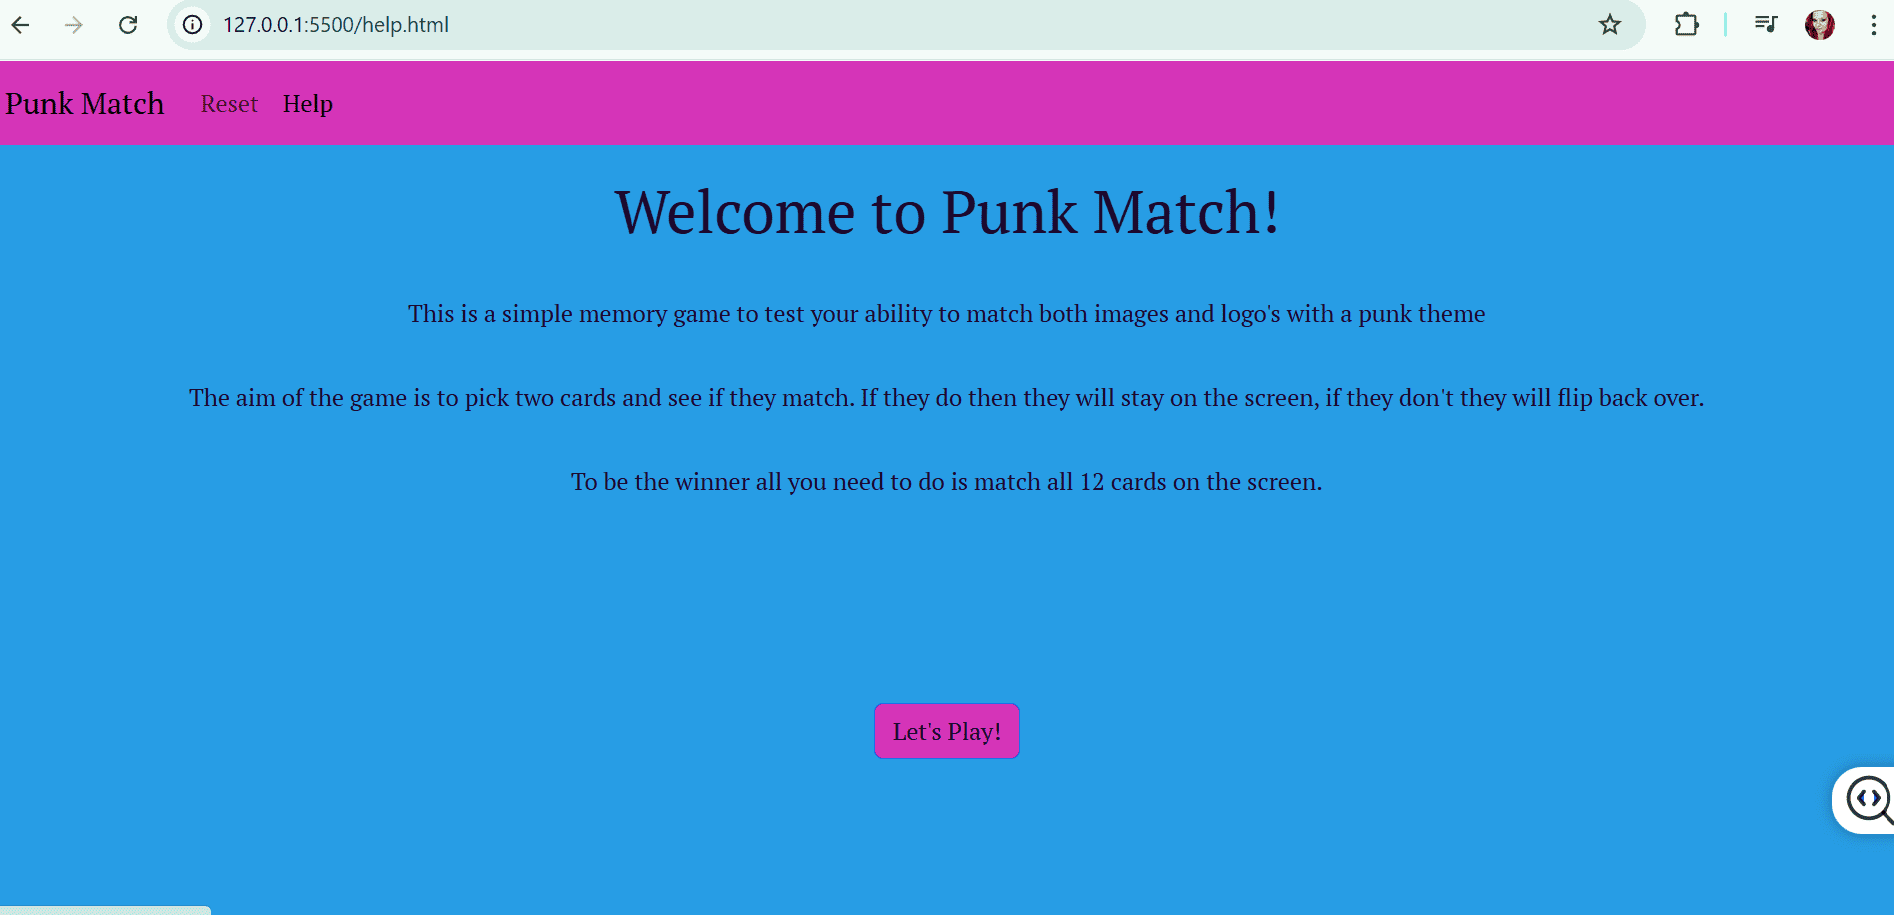 127.0.0.1:5500/help.html
Punk Match Reset Help
Welcome to Punk Match!
This is a simple memory game to test your ability to match both images and logo's with a punk theme
The aim of the game is to pick two cards and see if they match. If they do then they will stay on the screen, if they don't they will flip back over.
To be the winner all you need to do is match all 12 cards on the screen.
Let's Play!